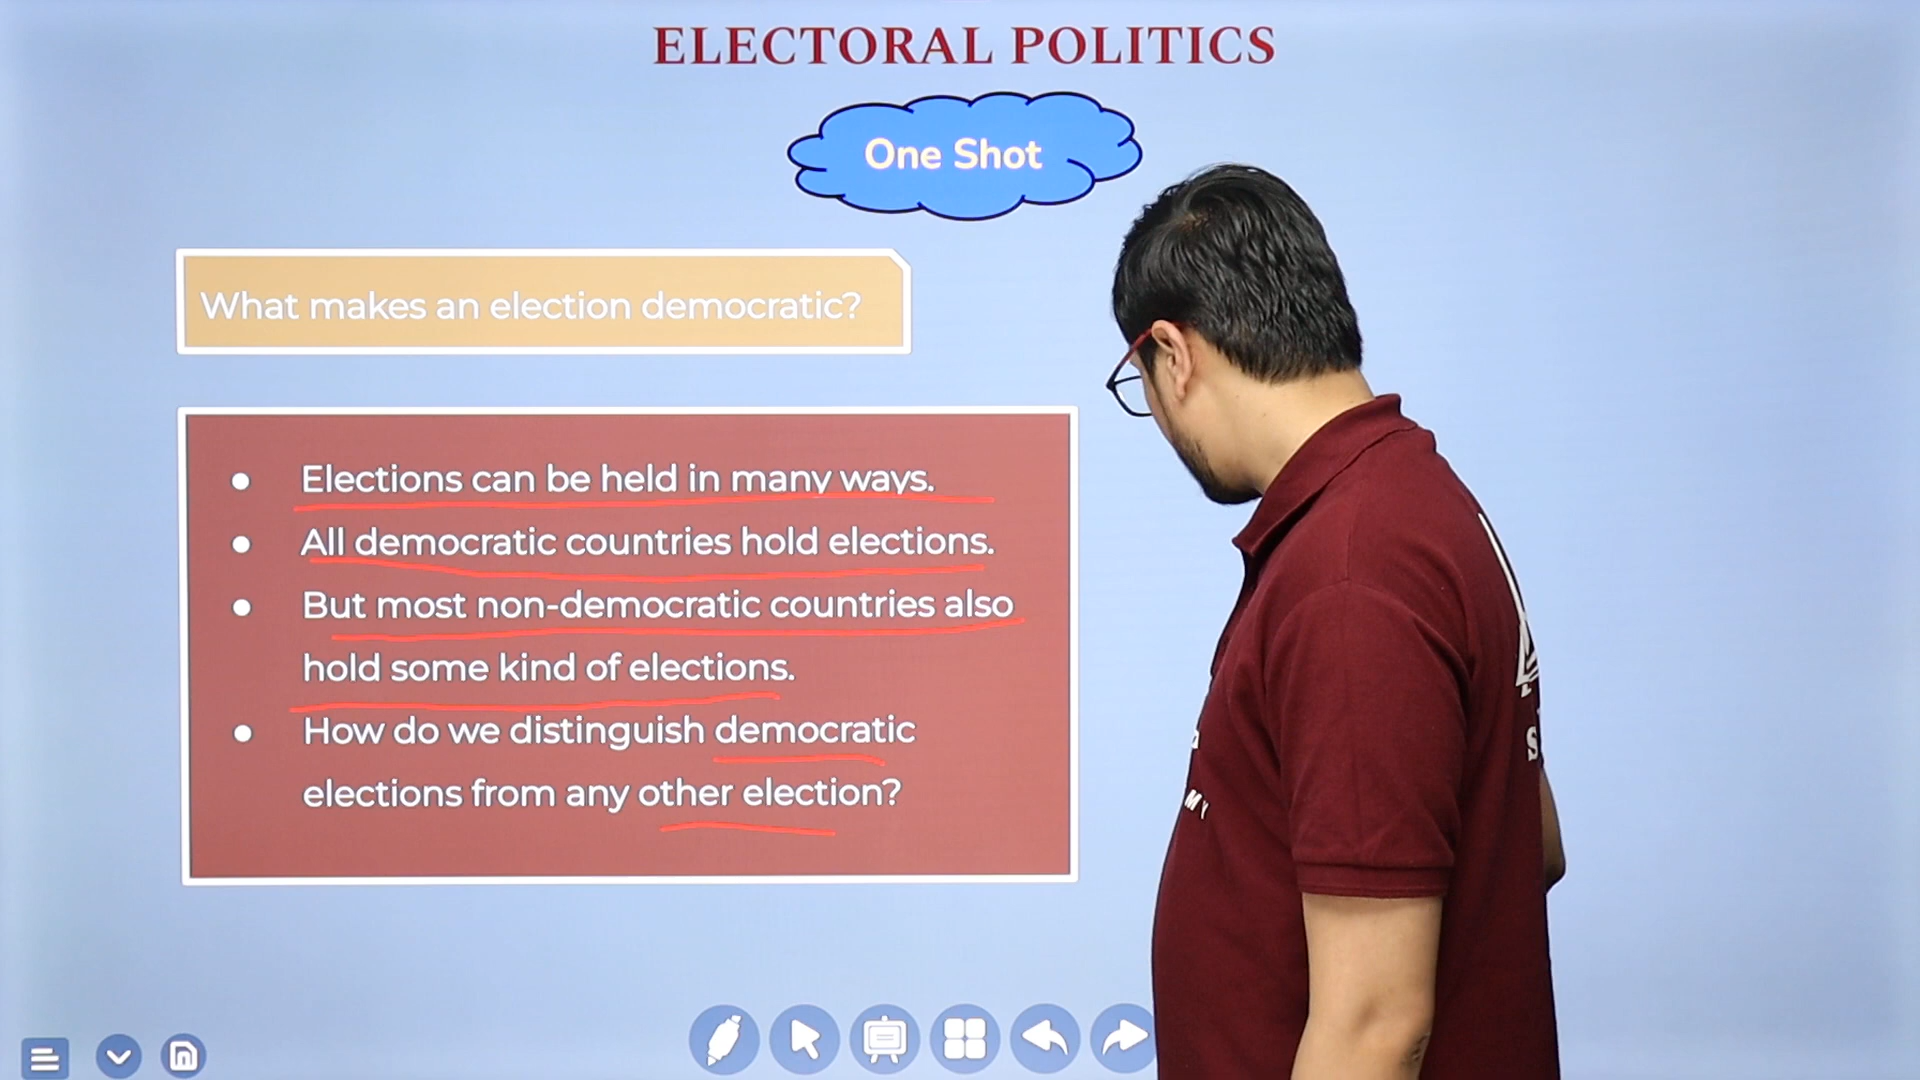 ELECTORAL POLITICS
One Shot
What makes an election democratic?
Elections can be held in many ways.
All democratic countries hold elections.
But most non-democratic countries also
hold some kind of elections.
How do we distinguish democratic
elections from any other election?